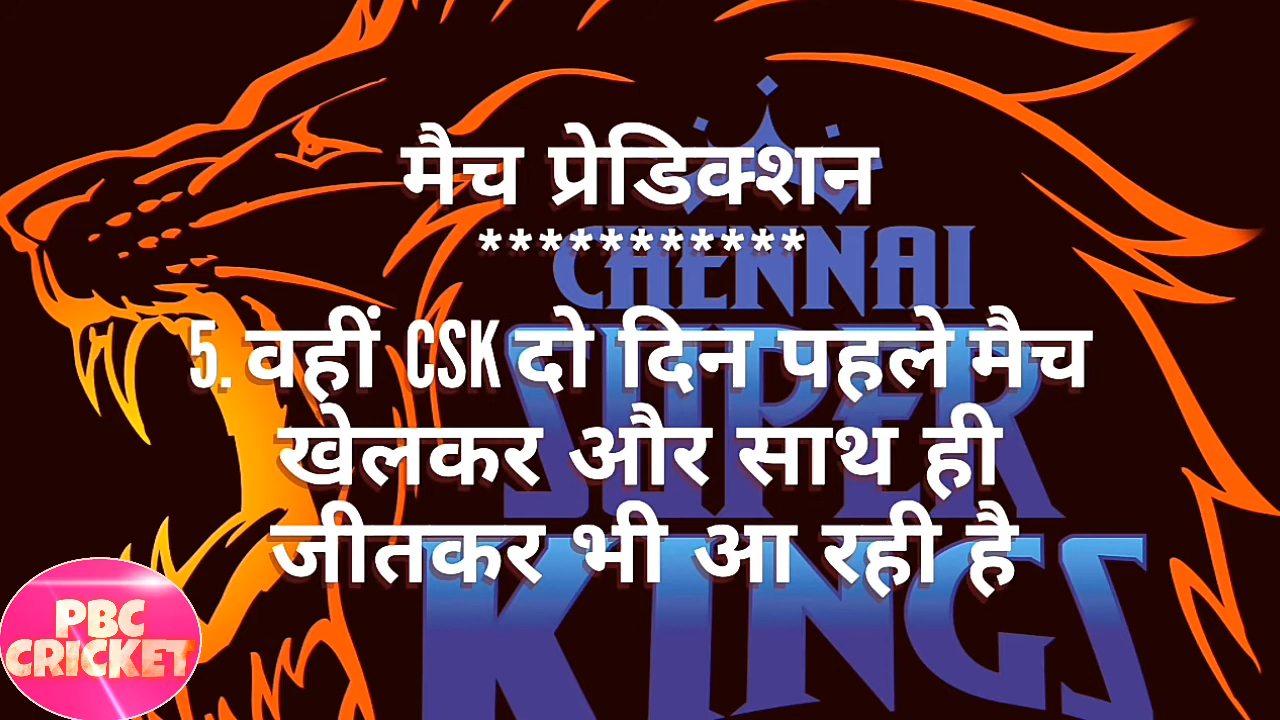 मैच प्रेडिक्शन
***********
CHENNAI
5. वहीं CSK दो दिन पहले मैच
SUPER
खेलकर और साथ ही
जीतकर भी आ रही है
KINGS
PBC
CRICKET